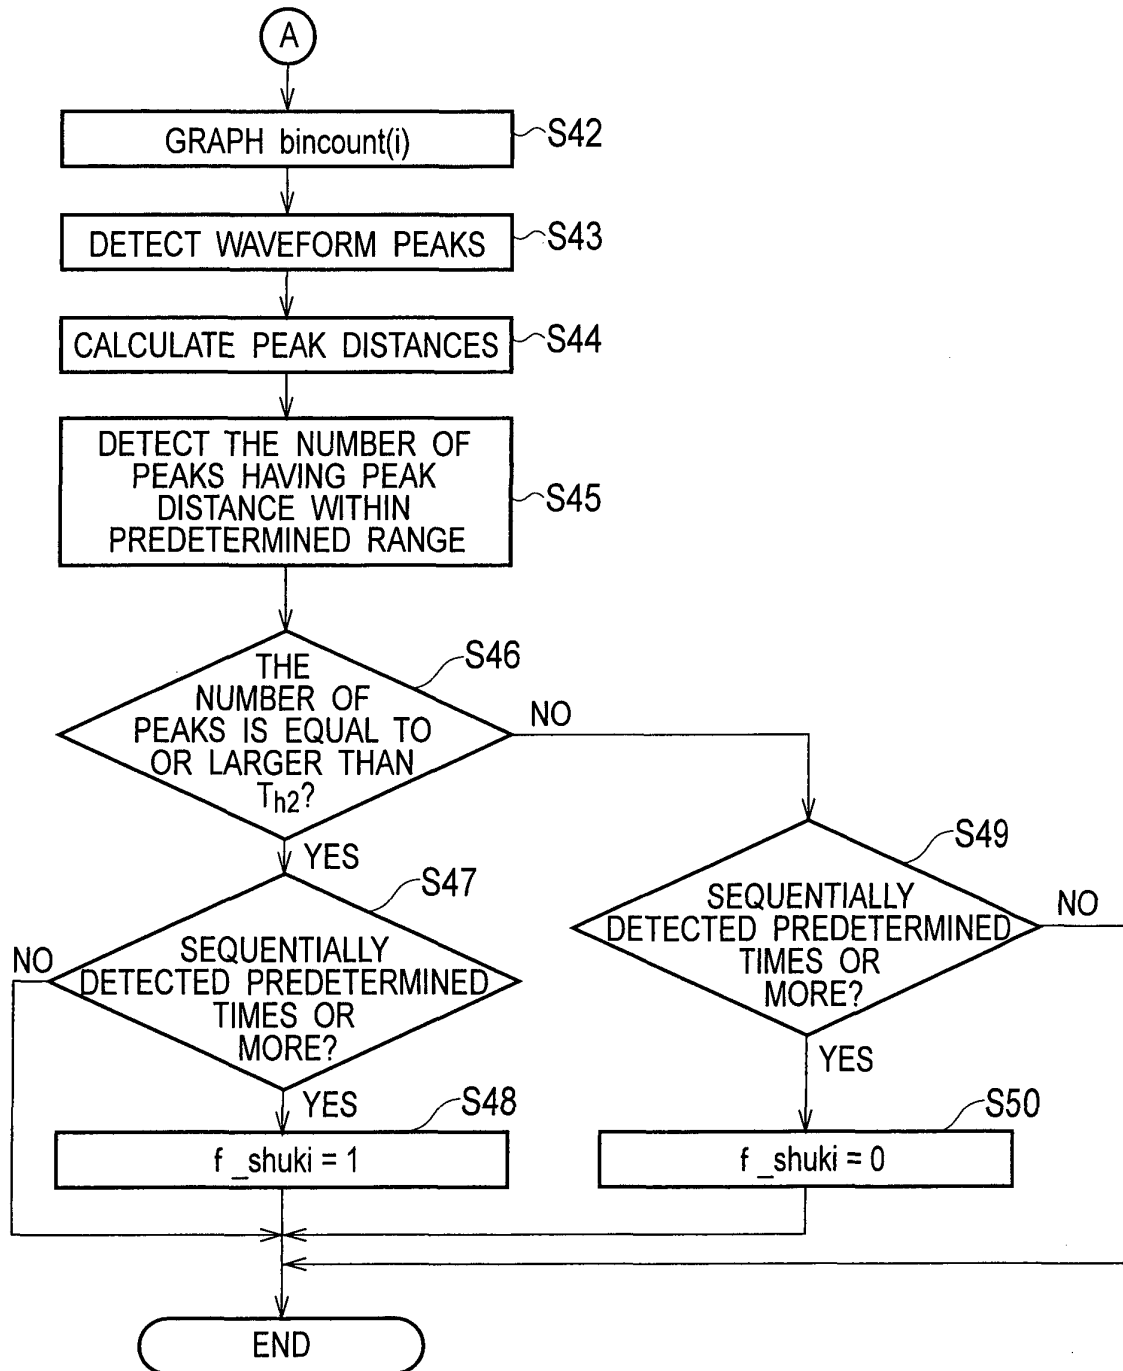 A
GRAPH bincount(i)
S42
DETECT WAVEFORM PEAKS
S43
CALCULATE PEAK DISTANCES
S44
DETECT THE NUMBER OF
PEAKS HAVING PEAK
DISTANCE WITHIN
PREDETERMINED RANGE
S45
S46
THE
NUMBER OF
PEAKS IS EQUAL TO
OR LARGER THAN
Th2?
NO
YES
S47
SEQUENTIALLY
DETECTED PREDETERMINED
TIMES OR
MORE?
NO
YES
S48
f _shuki = 1
S49
SEQUENTIALLY
DETECTED PREDETERMINED
TIMES OR
MORE?
NO
YES
S50
f _shuki = 0
END